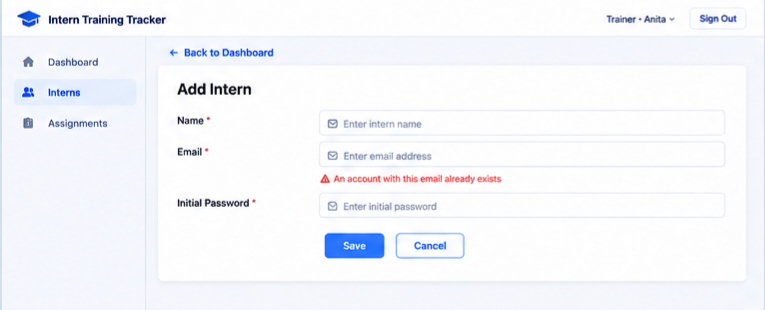 Intern Training Tracker
Trainer • Anita
Sign Out
Dashboard
Interns
Assignments
← Back to Dashboard
Add Intern
Name *
Enter intern name
Email *
Enter email address
An account with this email already exists
Initial Password *
Enter initial password
Save
Cancel